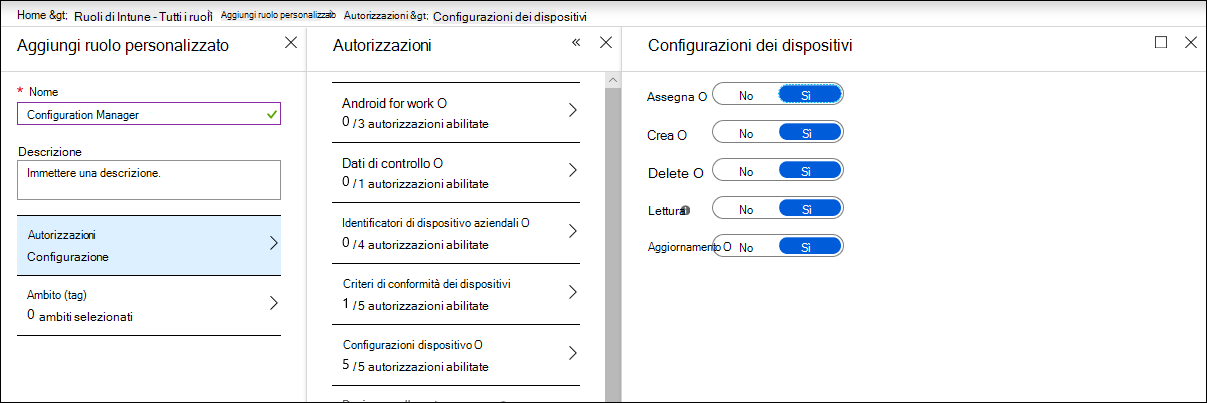 Home &gt; Ruoli di Intune - Tutti i ruoli Aggiungi ruolo personalizzato Autorizzazioni &gt; Configurazioni dei dispositivi
Aggiungi ruolo personalizzato
* Nome
Configuration Manager
Descrizione
Immettere una descrizione.
Autorizzazioni
Configurazione
Ambito (tag)
0 ambiti selezionati
Autorizzazioni
Android for work O
0 /3 autorizzazioni abilitate
Dati di controllo O
0 /1 autorizzazioni abilitate
Identificatori di dispositivo aziendali O
0 /4 autorizzazioni abilitate
Criteri di conformità dei dispositivi
1 /5 autorizzazioni abilitate
Configurazioni dispositivo O
5 /5 autorizzazioni abilitate
Configurazioni dei dispositivi
Assegna O No Sì
Crea O No Sì
Delete O No Sì
Lettura No Sì
Aggiornamento O No Sì